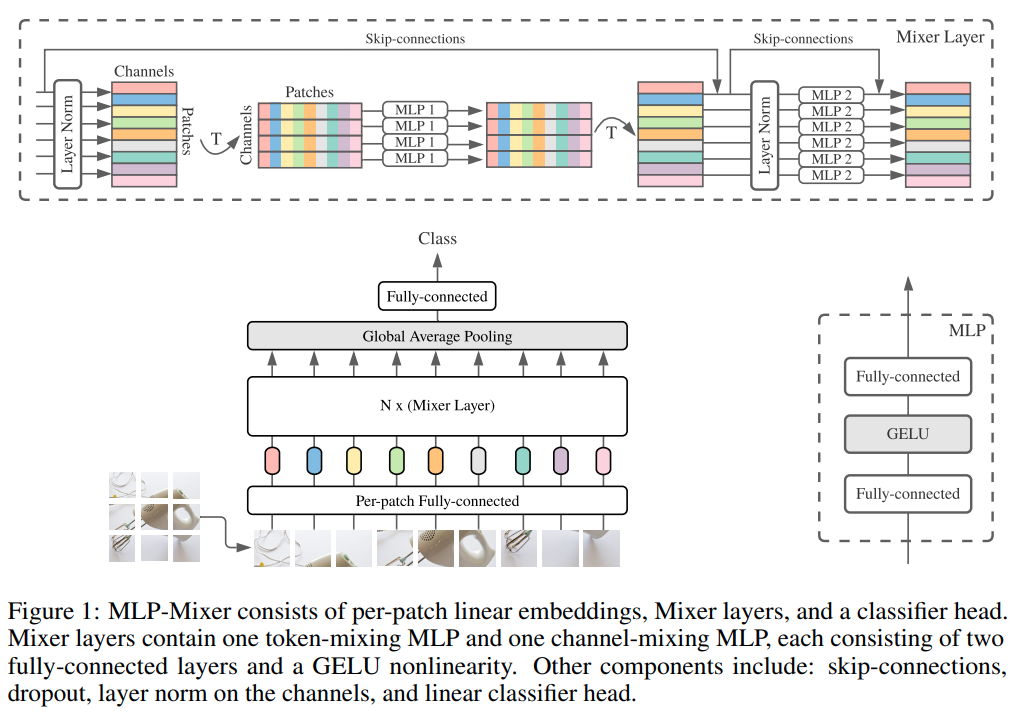 Skip-connections
Skip-connections
Mixer Layer
Channels
Layer Norm
Patches
T
Channels
Patches
MLP 1
MLP 1
MLP 1
MLP 1
T
Layer Norm
MLP 2
MLP 2
MLP 2
MLP 2
MLP 2
MLP 2
Class
Fully-connected
Global Average Pooling
N x (Mixer Layer)
Per-patch Fully-connected
MLP
Fully-connected
GELU
Fully-connected
Figure 1: MLP-Mixer consists of per-patch linear embeddings, Mixer layers, and a classifier head.
Mixer layers contain one token-mixing MLP and one channel-mixing MLP, each consisting of two
fully-connected layers and a GELU nonlinearity. Other components include: skip-connections,
dropout, layer norm on the channels, and linear classifier head.